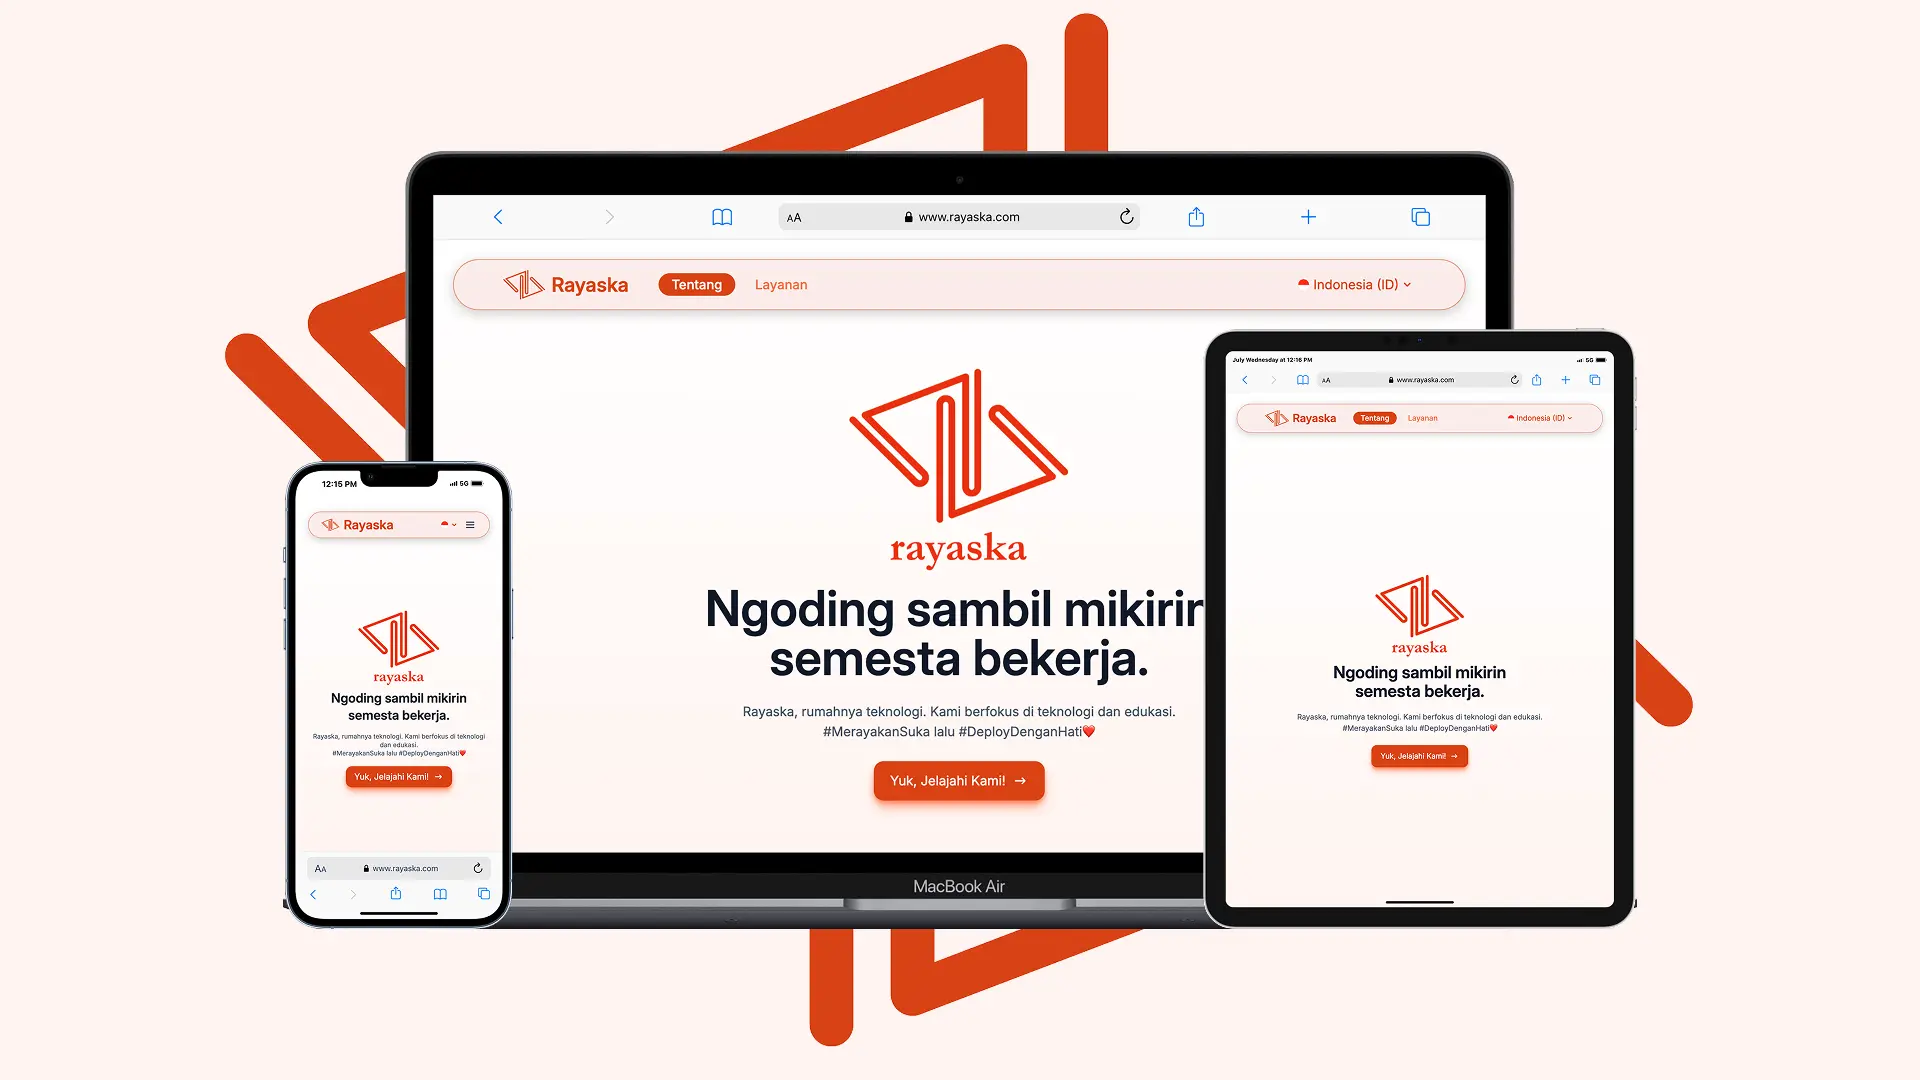 AA www.rayaska.com
Rayaska Tentang Layanan Indonesia (ID)
rayaska
Ngoding sambil mikirin
semesta bekerja.
Rayaska, rumahnya teknologi. Kami berfokus di teknologi dan edukasi.
#MerayakanSuka lalu #DeployDenganHati❤️
Yuk, Jelajahi Kami! →
MacBook Air
12:15 PM 5G
Rayaska
rayaska
Ngoding sambil mikirin
semesta bekerja.
Rayaska, rumahnya teknologi. Kami berfokus di teknologi
dan edukasi.
#MerayakanSuka lalu #DeployDenganHati❤️
Yuk, Jelajahi Kami! →
AA www.rayaska.com
July Wednesday at 12:16 PM 5G
AA www.rayaska.com
Rayaska Tentang Layanan Indonesia (ID)
rayaska
Ngoding sambil mikirin
semesta bekerja.
Rayaska, rumahnya teknologi. Kami berfokus di teknologi dan edukasi.
#MerayakanSuka lalu #DeployDenganHati❤️
Yuk, Jelajahi Kami! →